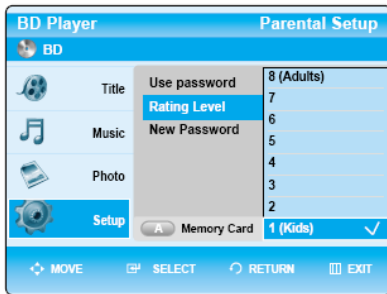 BD Player Parental Setup
BD
Title
Music
Photo
Setup
Use password
Rating Level
New Password
8 (Adults)
7
6
5
4
3
2
1 (Kids)
A Memory Card
MOVE SELECT RETURN EXIT